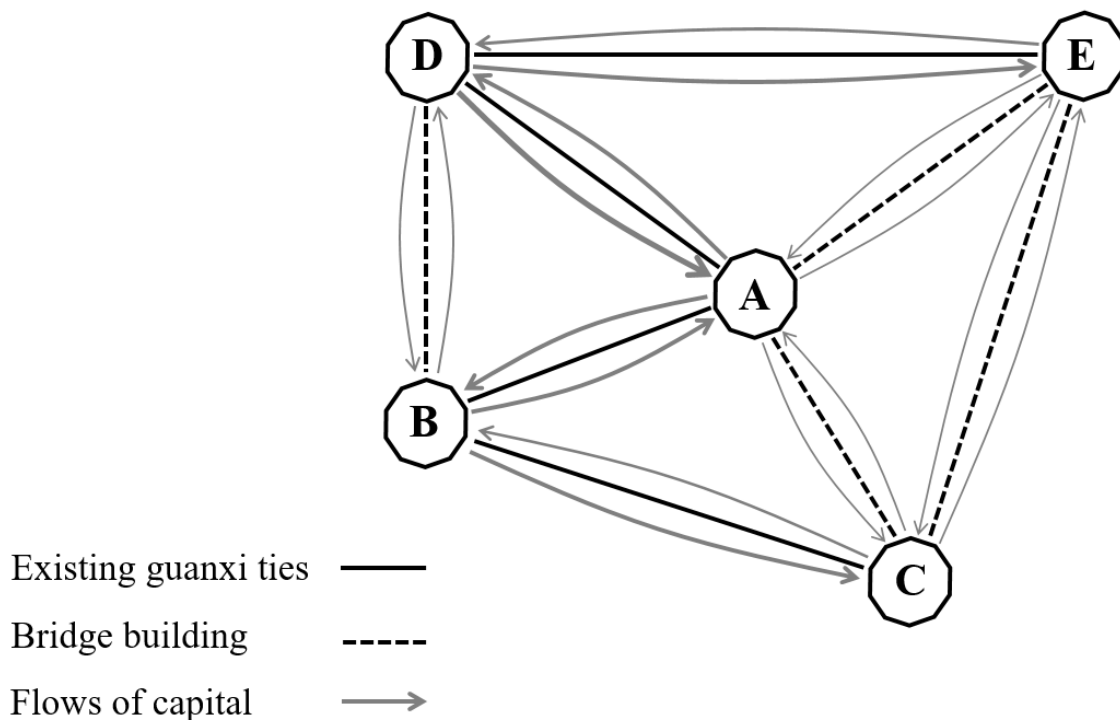 D
E
A
B
C
Existing guanxi ties
Bridge building
Flows of capital